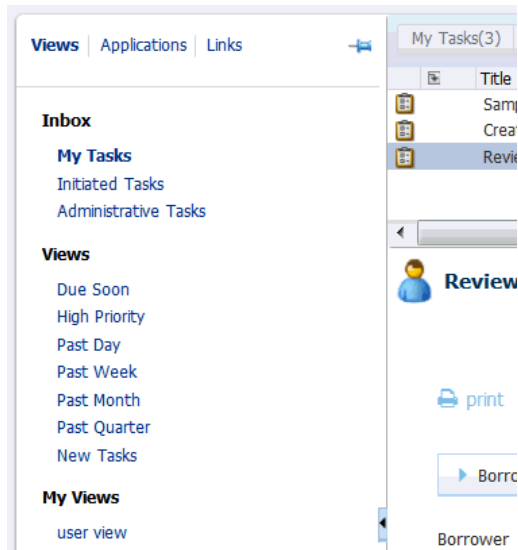 Views Applications Links
Inbox
My Tasks
Initiated Tasks
Administrative Tasks
Views
Due Soon
High Priority
Past Day
Past Week
Past Month
Past Quarter
New Tasks
My Views
user view
My Tasks(3)
Title
Review
print
Borrower